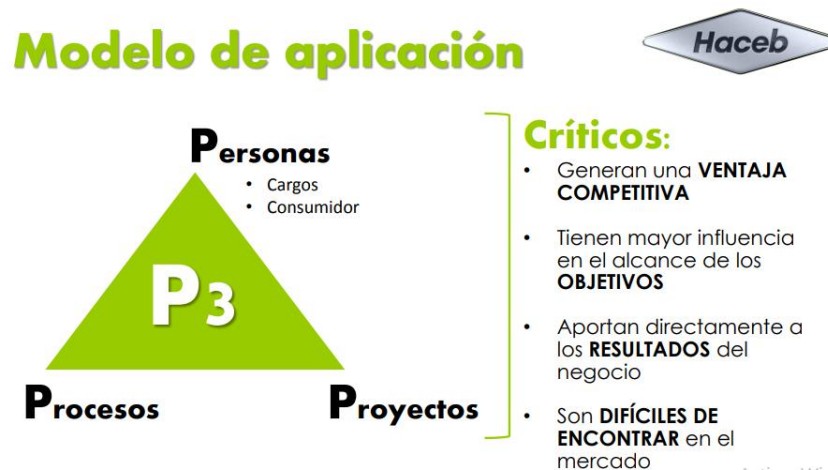 Modelo de aplicación
Haceb
Personas
• Cargos
• Consumidor
P3
Procesos
Proyectos
Críticos:
• Generan una VENTAJA
COMPETITIVA
• Tienen mayor influencia
en el alcance de los
OBJETIVOS
• Aportan directamente a
los RESULTADOS del
negocio
• Son DIFÍCILES DE
ENCONTRAR en el
mercado